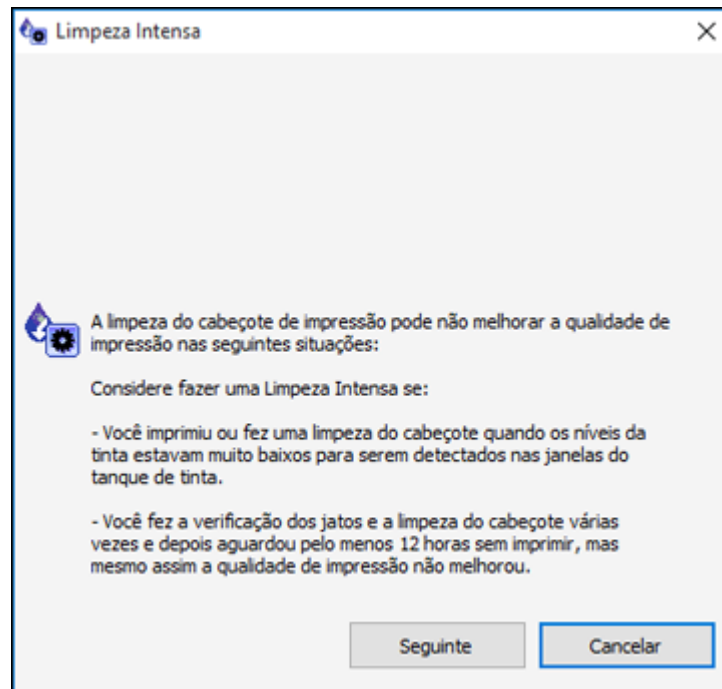 Limpeza Intensa
A limpeza do cabeçote de impressão pode não melhorar a qualidade de
impressão nas seguintes situações:
Considere fazer uma Limpeza Intensa se:
- Você imprimiu ou fez uma limpeza do cabeçote quando os níveis da
tinta estavam muito baixos para serem detectados nas janelas do
tanque de tinta.
- Você fez a verificação dos jatos e a limpeza do cabeçote várias
vezes e depois aguardou pelo menos 12 horas sem imprimir, mas
mesmo assim a qualidade de impressão não melhorou.
Seguinte
Cancelar